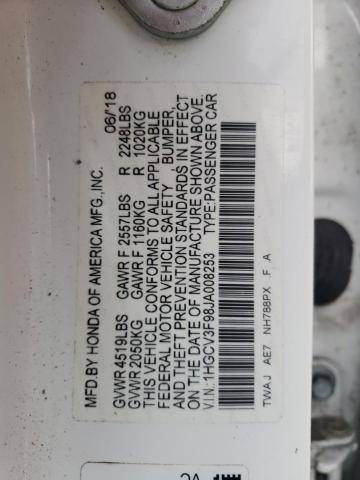 MFD. BY HONDA OF AMERICA MFG.,INC. 06/18
GVWR 4519LBS GAWR F 2557LBS R 2248LBS
GVWR 2050KG GAWR F 1160KG R 1020KG
THIS VEHICLE CONFORMS TO ALL APPLICABLE
FEDERAL MOTOR VEHICLE SAFETY BUMPER,
AND THEFT PREVENTION STANDARDS IN EFFECT
ON THE DATE OF MANUFACTURE SHOWN ABOVE.
V.I.N.: 1HGCV3F98JA008253 TYPE:PASSENGER CAR
TWAJ AE7 NH788PX F A